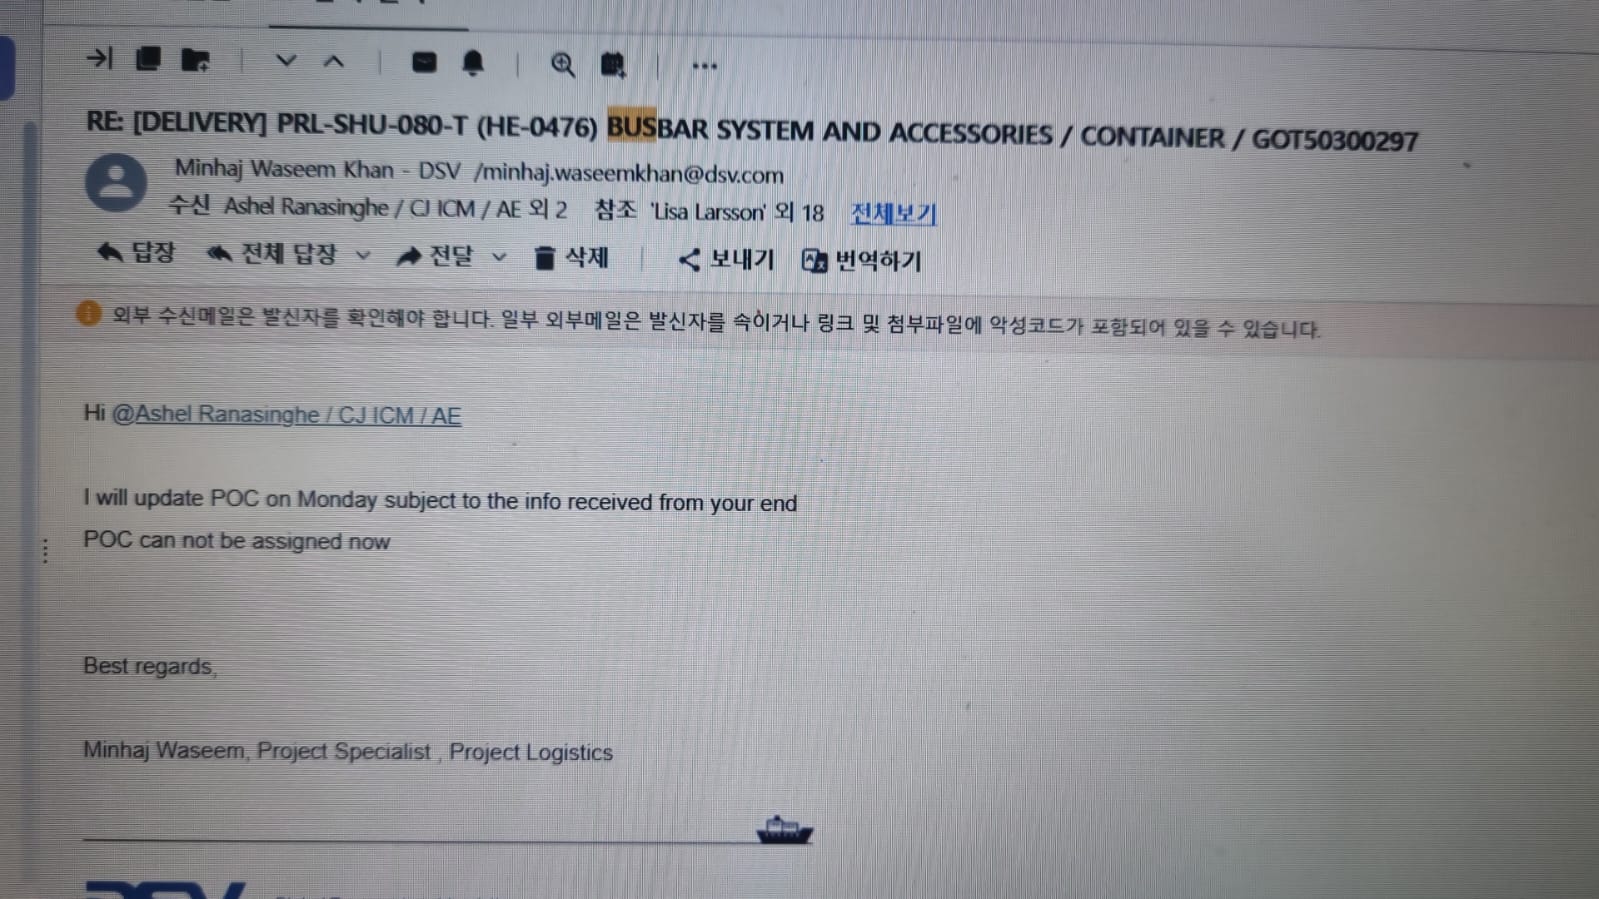 RE: [DELIVERY] PRL-SHU-080-T (HE-0476) BUSBAR SYSTEM AND ACCESSORIES / CONTAINER / GOT50300297
Minhaj Waseem Khan - DSV /minhaj.waseemkhan@dsv.com
수신 Ashel Ranasinghe / CJ ICM / AE 외 2 참조 'Lisa Larsson' 외 18 전체보기
답장 전체 답장 전달 삭제 보내기 번역하기
외부 수신메일은 발신자를 확인해야 합니다. 일부 외부메일은 발신자를 속이거나 링크 및 첨부파일에 악성코드가 포함되어 있을 수 있습니다.
Hi @Ashel Ranasinghe / CJ ICM / AE
I will update POC on Monday subject to the info received from your end
POC can not be assigned now
Best regards,
Minhaj Waseem, Project Specialist , Project Logistics
DSV